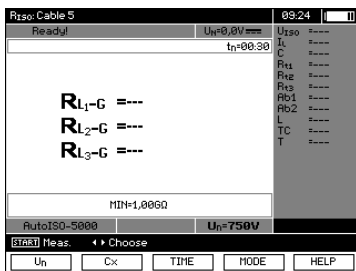 RISO: Cable 5 09:24
Ready! UN=0,0V
tn=00:30
RL1-G =---
RL2-G =---
RL3-G =---
MIN=1,00GΩ
UISO =---
IL =---
C =---
Rt1 =---
Rt2 =---
Rt3 =---
Ab1 =---
Ab2 =---
L =---
TC =---
T =---
AutoISO-5000 Un=750V
START Meas. Choose
Un Cx TIME MODE HELP